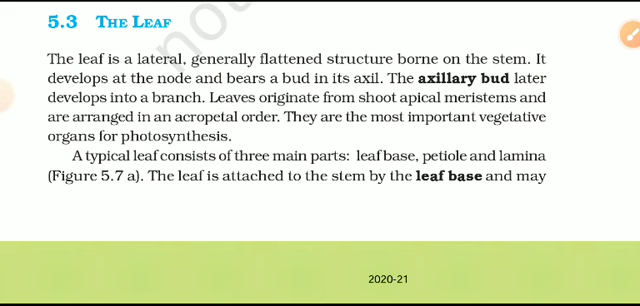 5.3 THE LEAF
The leaf is a lateral, generally flattened structure borne on the stem. It
develops at the node and bears a bud in its axil. The axillary bud later
develops into a branch. Leaves originate from shoot apical meristems and
are arranged in an acropetal order. They are the most important vegetative
organs for photosynthesis.
A typical leaf consists of three main parts: leaf base, petiole and lamina
(Figure 5.7 a). The leaf is attached to the stem by the leaf base and may
2020-21